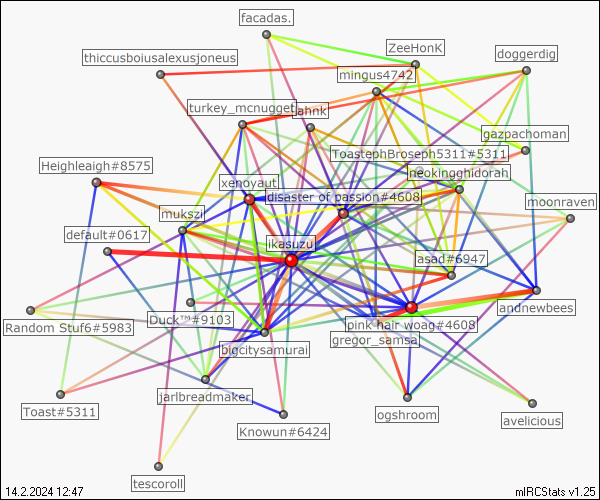 facadas.
ZeeHonK
thiccusboiusalexusjoneus
doggerdig
mingus4742
turkey_mcnugget
ahnk
gazpachoman
ToastephBroseph5311#5311
Heighleaigh#8575
neokingghidorah
xenoyaut
disaster of passion#4608
moonraven
mukszi
default#0617
ikasuzu
asad#6947
andnewbees
Random Stuf6#5983
Duck™#9103
pink hair woag#4608
gregor_samsa
bigcitysamurai
jarlbreadmaker
Toast#5311
ogshroom
avelicious
Knowun#6424
tescoroll
14.2.2024 12:47
mIRCStats v1.25